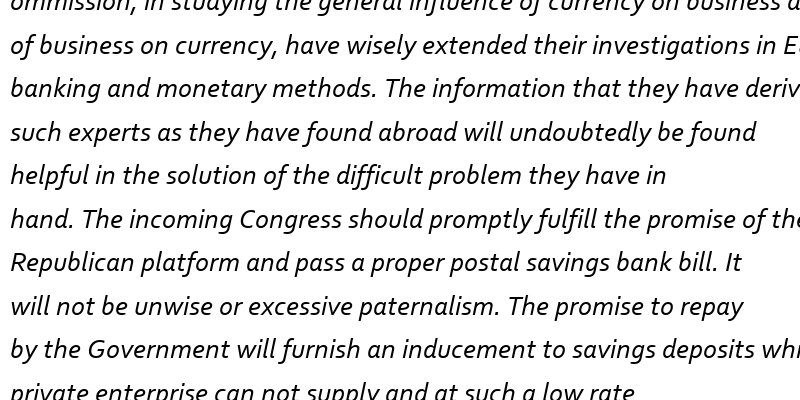 ommission, in studying the general influence of currency on business
of business on currency, have wisely extended their investigations in
banking and monetary methods. The information that they have
such experts as they have found abroad will undoubtedly be found
helpful in the solution of the difficult problem they have in
hand. The incoming Congress should promptly fulfill the promise of the
Republican platform and pass a proper postal savings bank bill. It
will not be unwise or excessive paternalism. The promise to repay
by the Government will furnish an inducement to savings deposits
private enterprise can not supply and at such a low rate